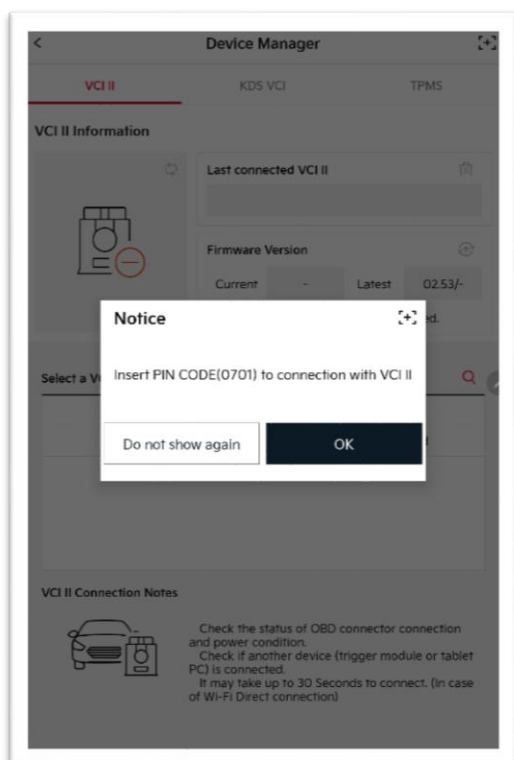 Device Manager
VCI II
KDS VCI
TPMS
VCI II Information
Last connected VCI II
Firmware Version
Current
-
Latest
02.53/-
Notice
Insert PIN CODE(0701) to connection with VCI II
Select a
Do not show again
OK
VCI II Connection Notes
Check the status of OBD connector connection
and power condition.
Check if another device (trigger module or tablet
PC) is connected.
It may take up to 30 Seconds to connect. (In case
of Wi-Fi Direct connection)